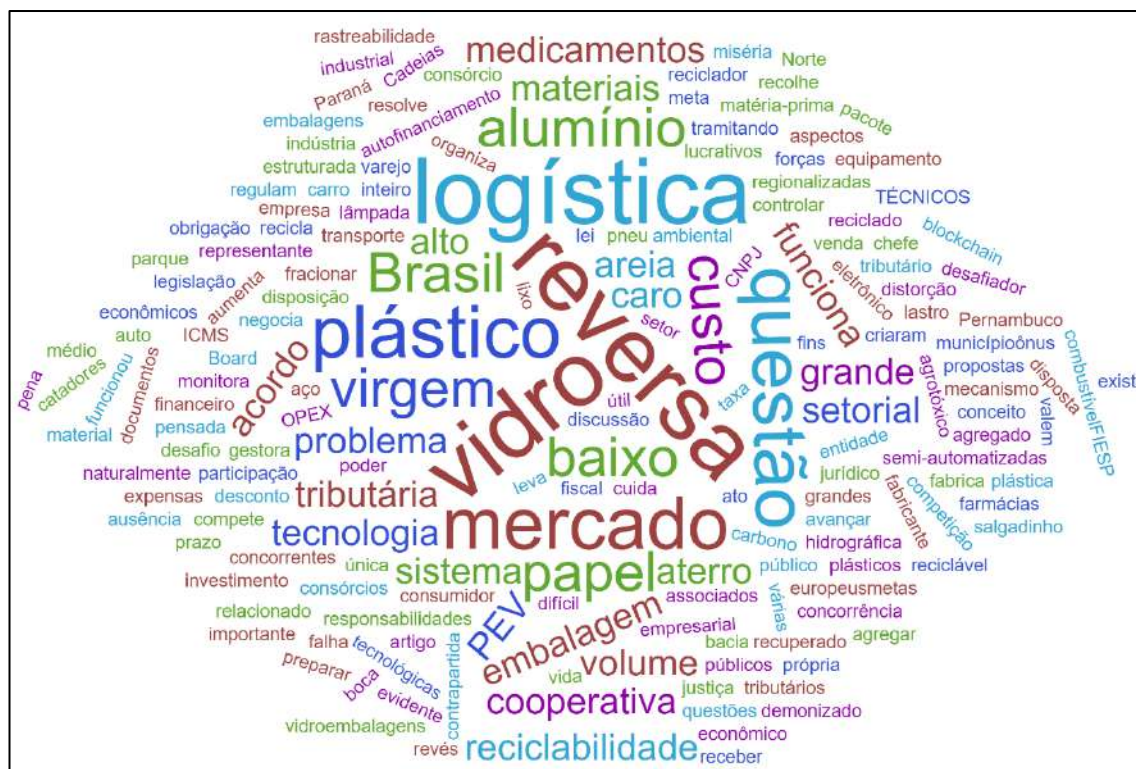 rastreabilidade
medicamentos
miséria
Norte
industrial
Cadeias
consórcio
materiais
reciclador
recolhe
Paraná
resolve
meta
matéria-prima
pacote
embalagens
autofinanciamento
alumínio
tramitando
aspectos
indústria
organiza
lucrativos
forças
equipamento
estruturada
varejo
logística
regionalizadas
TÉCNICOS
regulam
carro
inteiro
controlar
empresa
lâmpada
reciclado
blockchain
obrigação
recicla
transporte
alto
reversa
lei
pneu
ambiental
CNPJ
funciona
venda
chefe
representante
areia
custo
questão
eletrônico
tributário
desafiador
parque
fracionar
Brasil
lixo
caro
distorção
legislação
aumenta
disposição
setor
lastro
Pernambuco
econômicos
ICMS
negocia
plástico
fins
criaram
municípioônus
combustívelFIESP
auto
Board
acordo
vidro
taxa
grande
agrotóxico
propostas
disposta
exist
médio
funcionou
documentos
monitora
aço
virgem
útil
mecanismo
pena
catadores
financeiro
OPEX
discussão
setorial
conceito
valem
material
pensada
problema
entidade
agregado
desafio
gestora
baixo
semi-automatizadas
naturalmente
participação
poder
leva
jurídico
fabrica
plástica
expensas
desconto
tributária
fiscal
cuida
ato
grandes
fabricante
competição
farmácias
ausência
compete
tecnologia
mercado
carbono
avançar
salgadinho
prazo
hidrográfica
concorrentes
única
sistema
papel
aterro
público
plásticos
reciclável
investimento
consórcios
consumidor
PEV
difícil
associados
várias
europeusmetas
relacionado
responsabilidades
embalagem
empresarial
concorrência
importante
falha
tecnológicas
artigo
bacia
recuperado
agregar
preparar
boca
evidente
contrapartida
vida
volume
públicos
própria
cooperativa
justiça
tributários
vidroembalagens
questões
demonizado
revés
reciclabilidade
econômico
receber